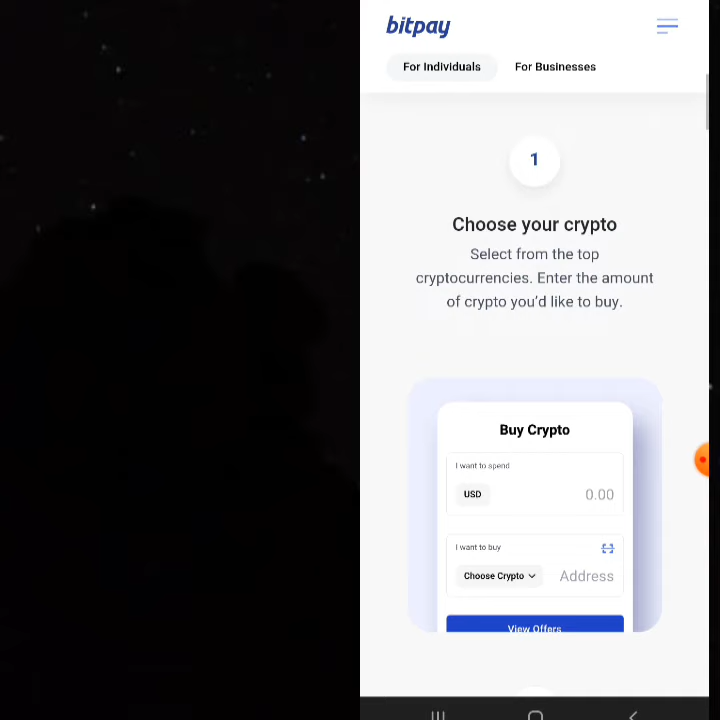 bitpay
For Individuals
For Businesses
1
Choose your crypto
Select from the top
cryptocurrencies. Enter the amount
of crypto you'd like to buy.
Buy Crypto
I want to spend
USD
0.00
I want to buy
Choose Crypto
Address
View Offers